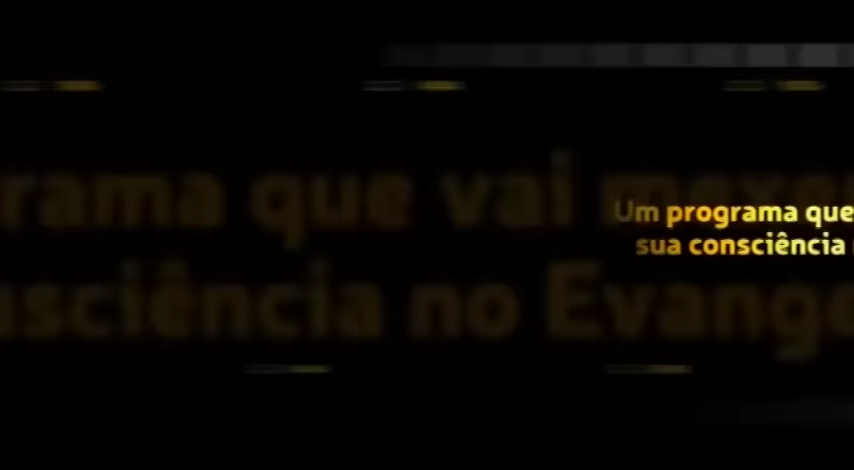 Um programa que
sua consciência
rama que vai mexer
nsciência no Evange